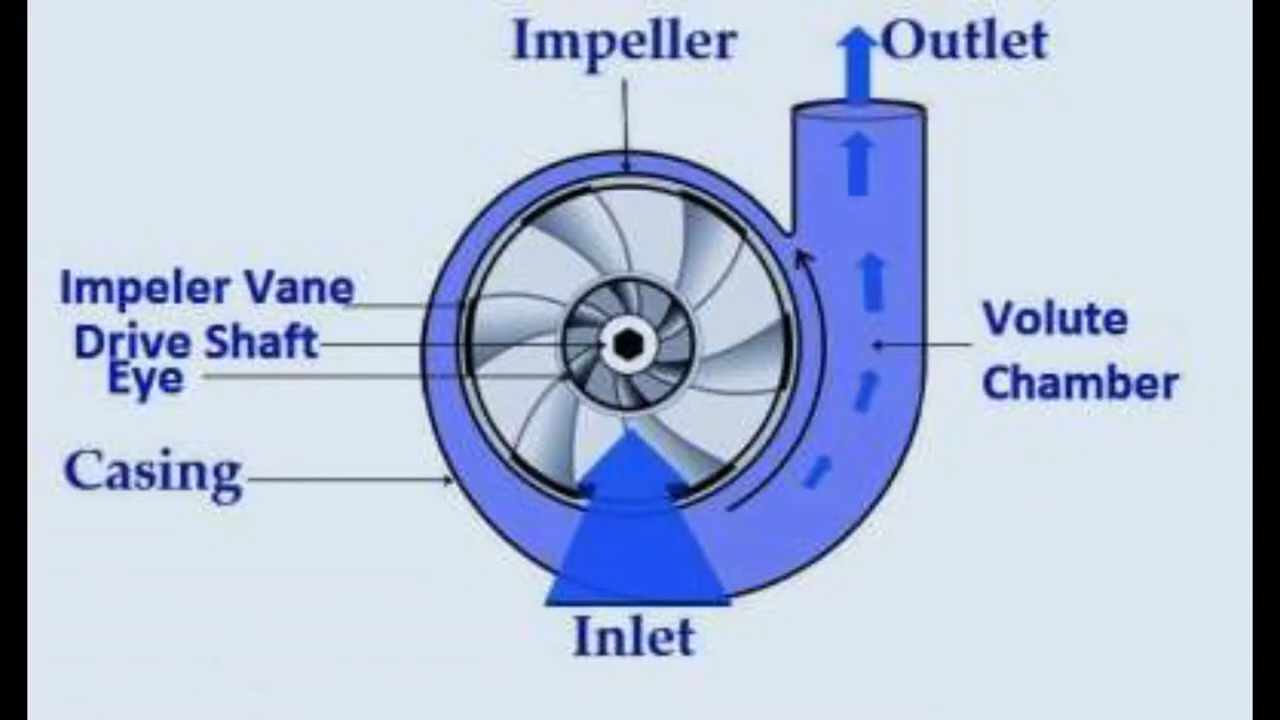 Impeller
Outlet
Impeler Vane
Drive Shaft
Eye
Volute
Chamber
Casing
Inlet